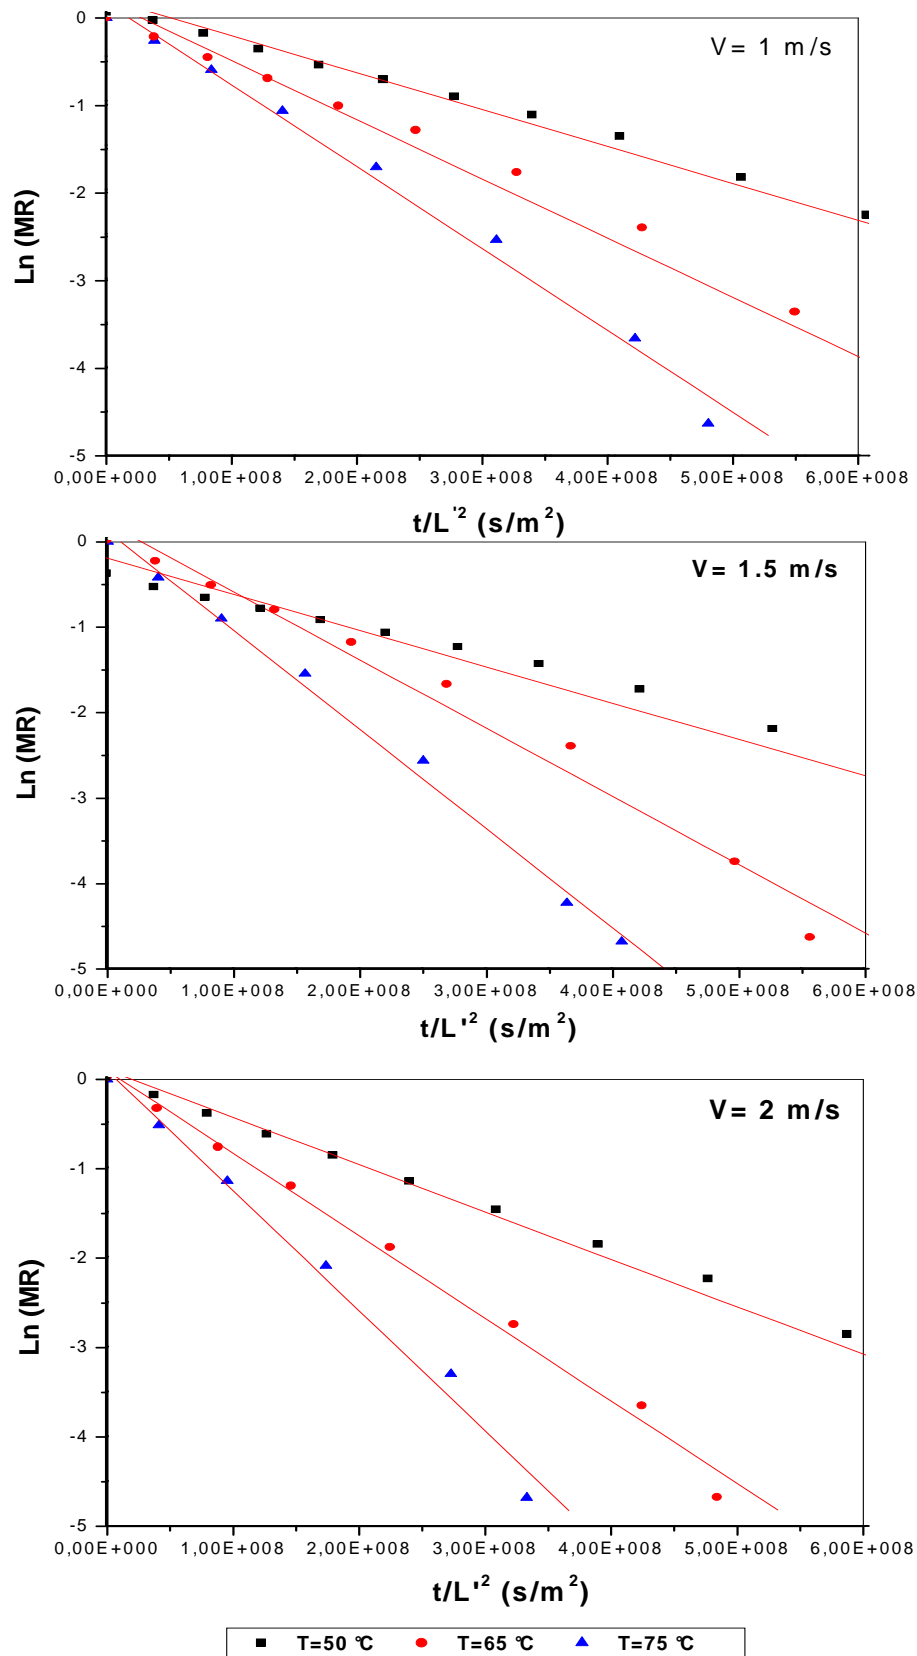 V= 1 m/s
Ln (MR)
0
-1
-2
-3
-4
-5
0,00E+000 1,00E+008 2,00E+008 3,00E+008 4,00E+008 5,00E+008 6,00E+008
t/L'² (s/m²)
V= 1.5 m/s
Ln (MR)
0
-1
-2
-3
-4
-5
0,00E+000 1,00E+008 2,00E+008 3,00E+008 4,00E+008 5,00E+008 6,00E+008
t/L'² (s/m²)
V= 2 m/s
Ln (MR)
0
-1
-2
-3
-4
-5
0,00E+000 1,00E+008 2,00E+008 3,00E+008 4,00E+008 5,00E+008 6,00E+008
t/L'² (s/m²)
T=50 °C T=65 °C T=75 °C